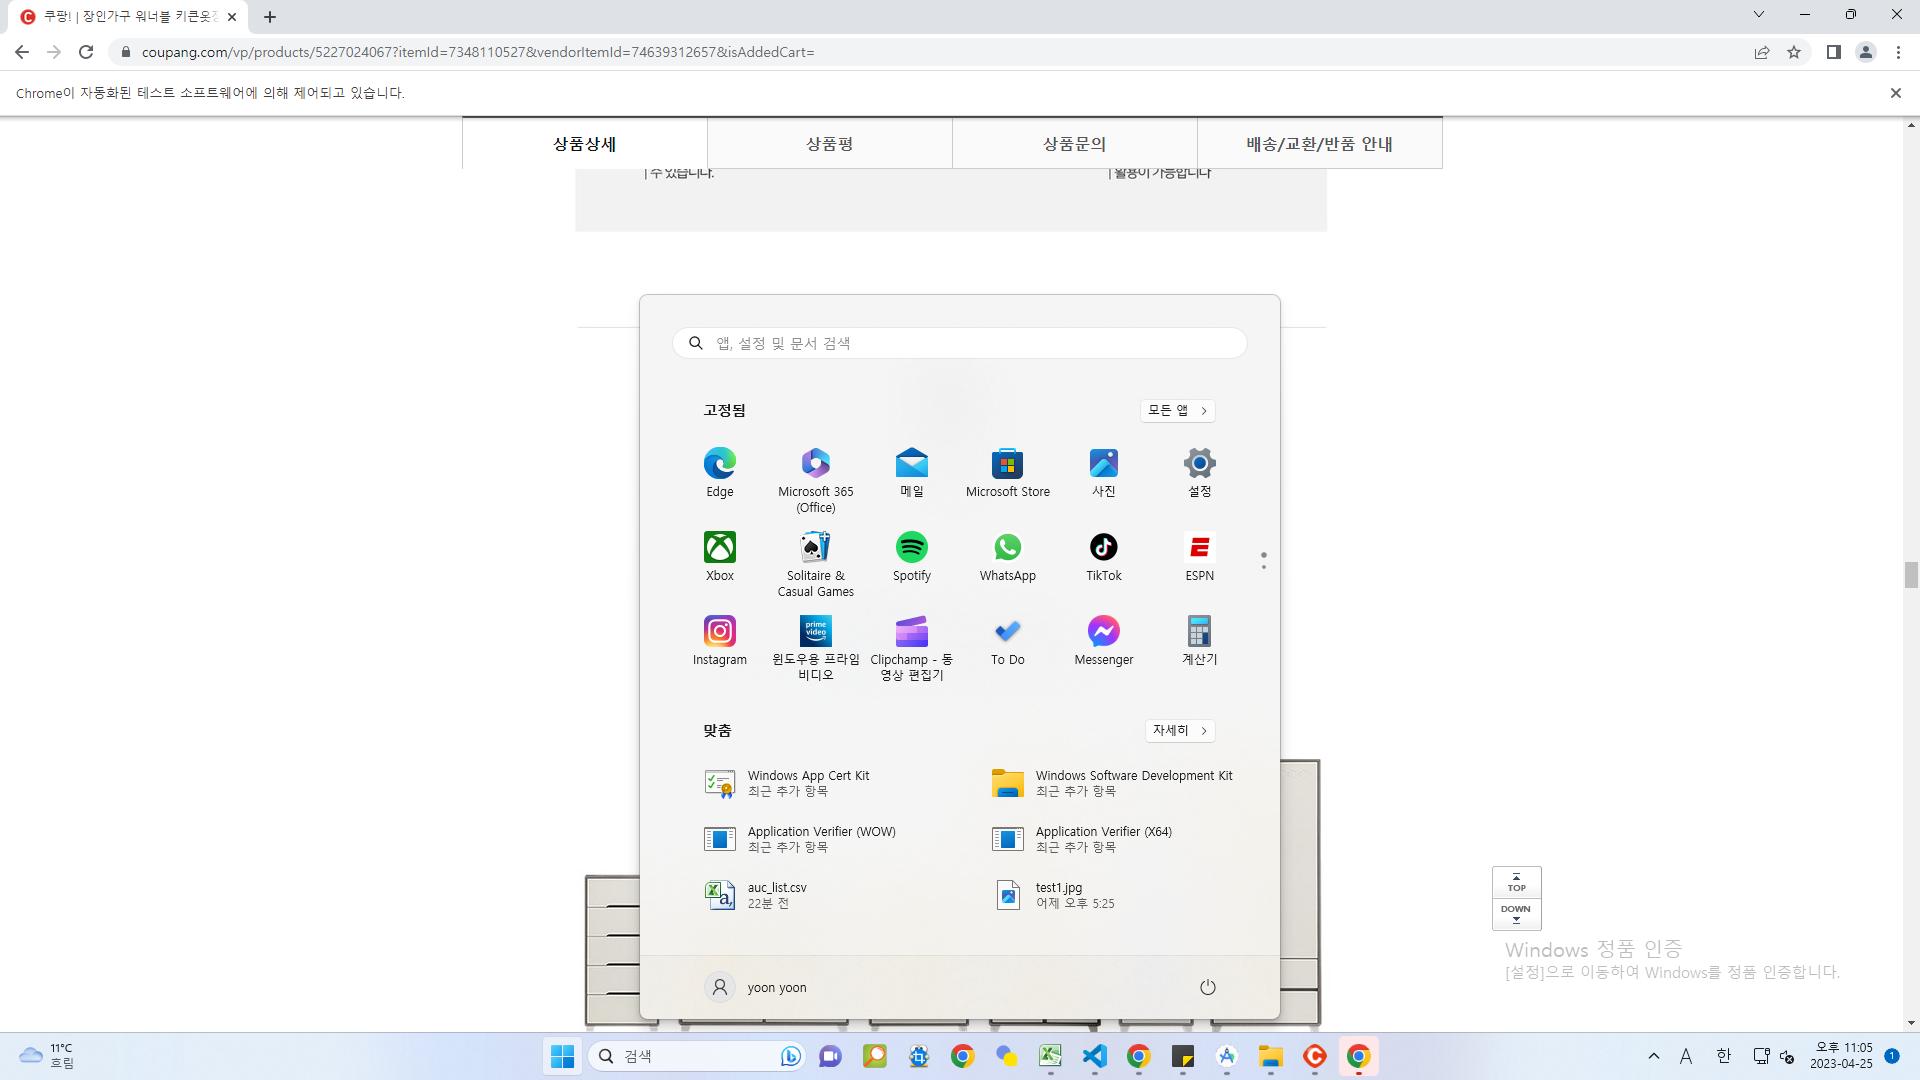 쿠팡! | 장인가구 워너블 키큰옷장
coupang.com/vp/products/5227024067?itemId=7348110527&vendorItemId=74639312657&isAddedCart=
Chrome이 자동화된 테스트 소프트웨어에 의해 제어되고 있습니다.
상품상세
상품평
상품문의
배송/교환/반품 안내
수 있습니다.
활용이 가능합니다
앱, 설정 및 문서 검색
고정됨
모든 앱
Edge
Microsoft 365
(Office)
메일
Microsoft Store
사진
설정
Xbox
Solitaire &
Casual Games
Spotify
WhatsApp
TikTok
ESPN
Instagram
prime
video
윈도우용 프라임
비디오
Clipchamp - 동
영상 편집기
To Do
Messenger
계산기
맞춤
자세히
Windows App Cert Kit
최근 추가 항목
Windows Software Development Kit
최근 추가 항목
Application Verifier (WOW)
최근 추가 항목
Application Verifier (X64)
최근 추가 항목
auc_list.csv
22분 전
test1.jpg
어제 오후 5:25
yoon yoon
TOP
DOWN
Windows 정품 인증
[설정]으로 이동하여 Windows를 정품 인증합니다.
11°C
흐림
검색
A
한
오후 11:05
2023-04-25
1